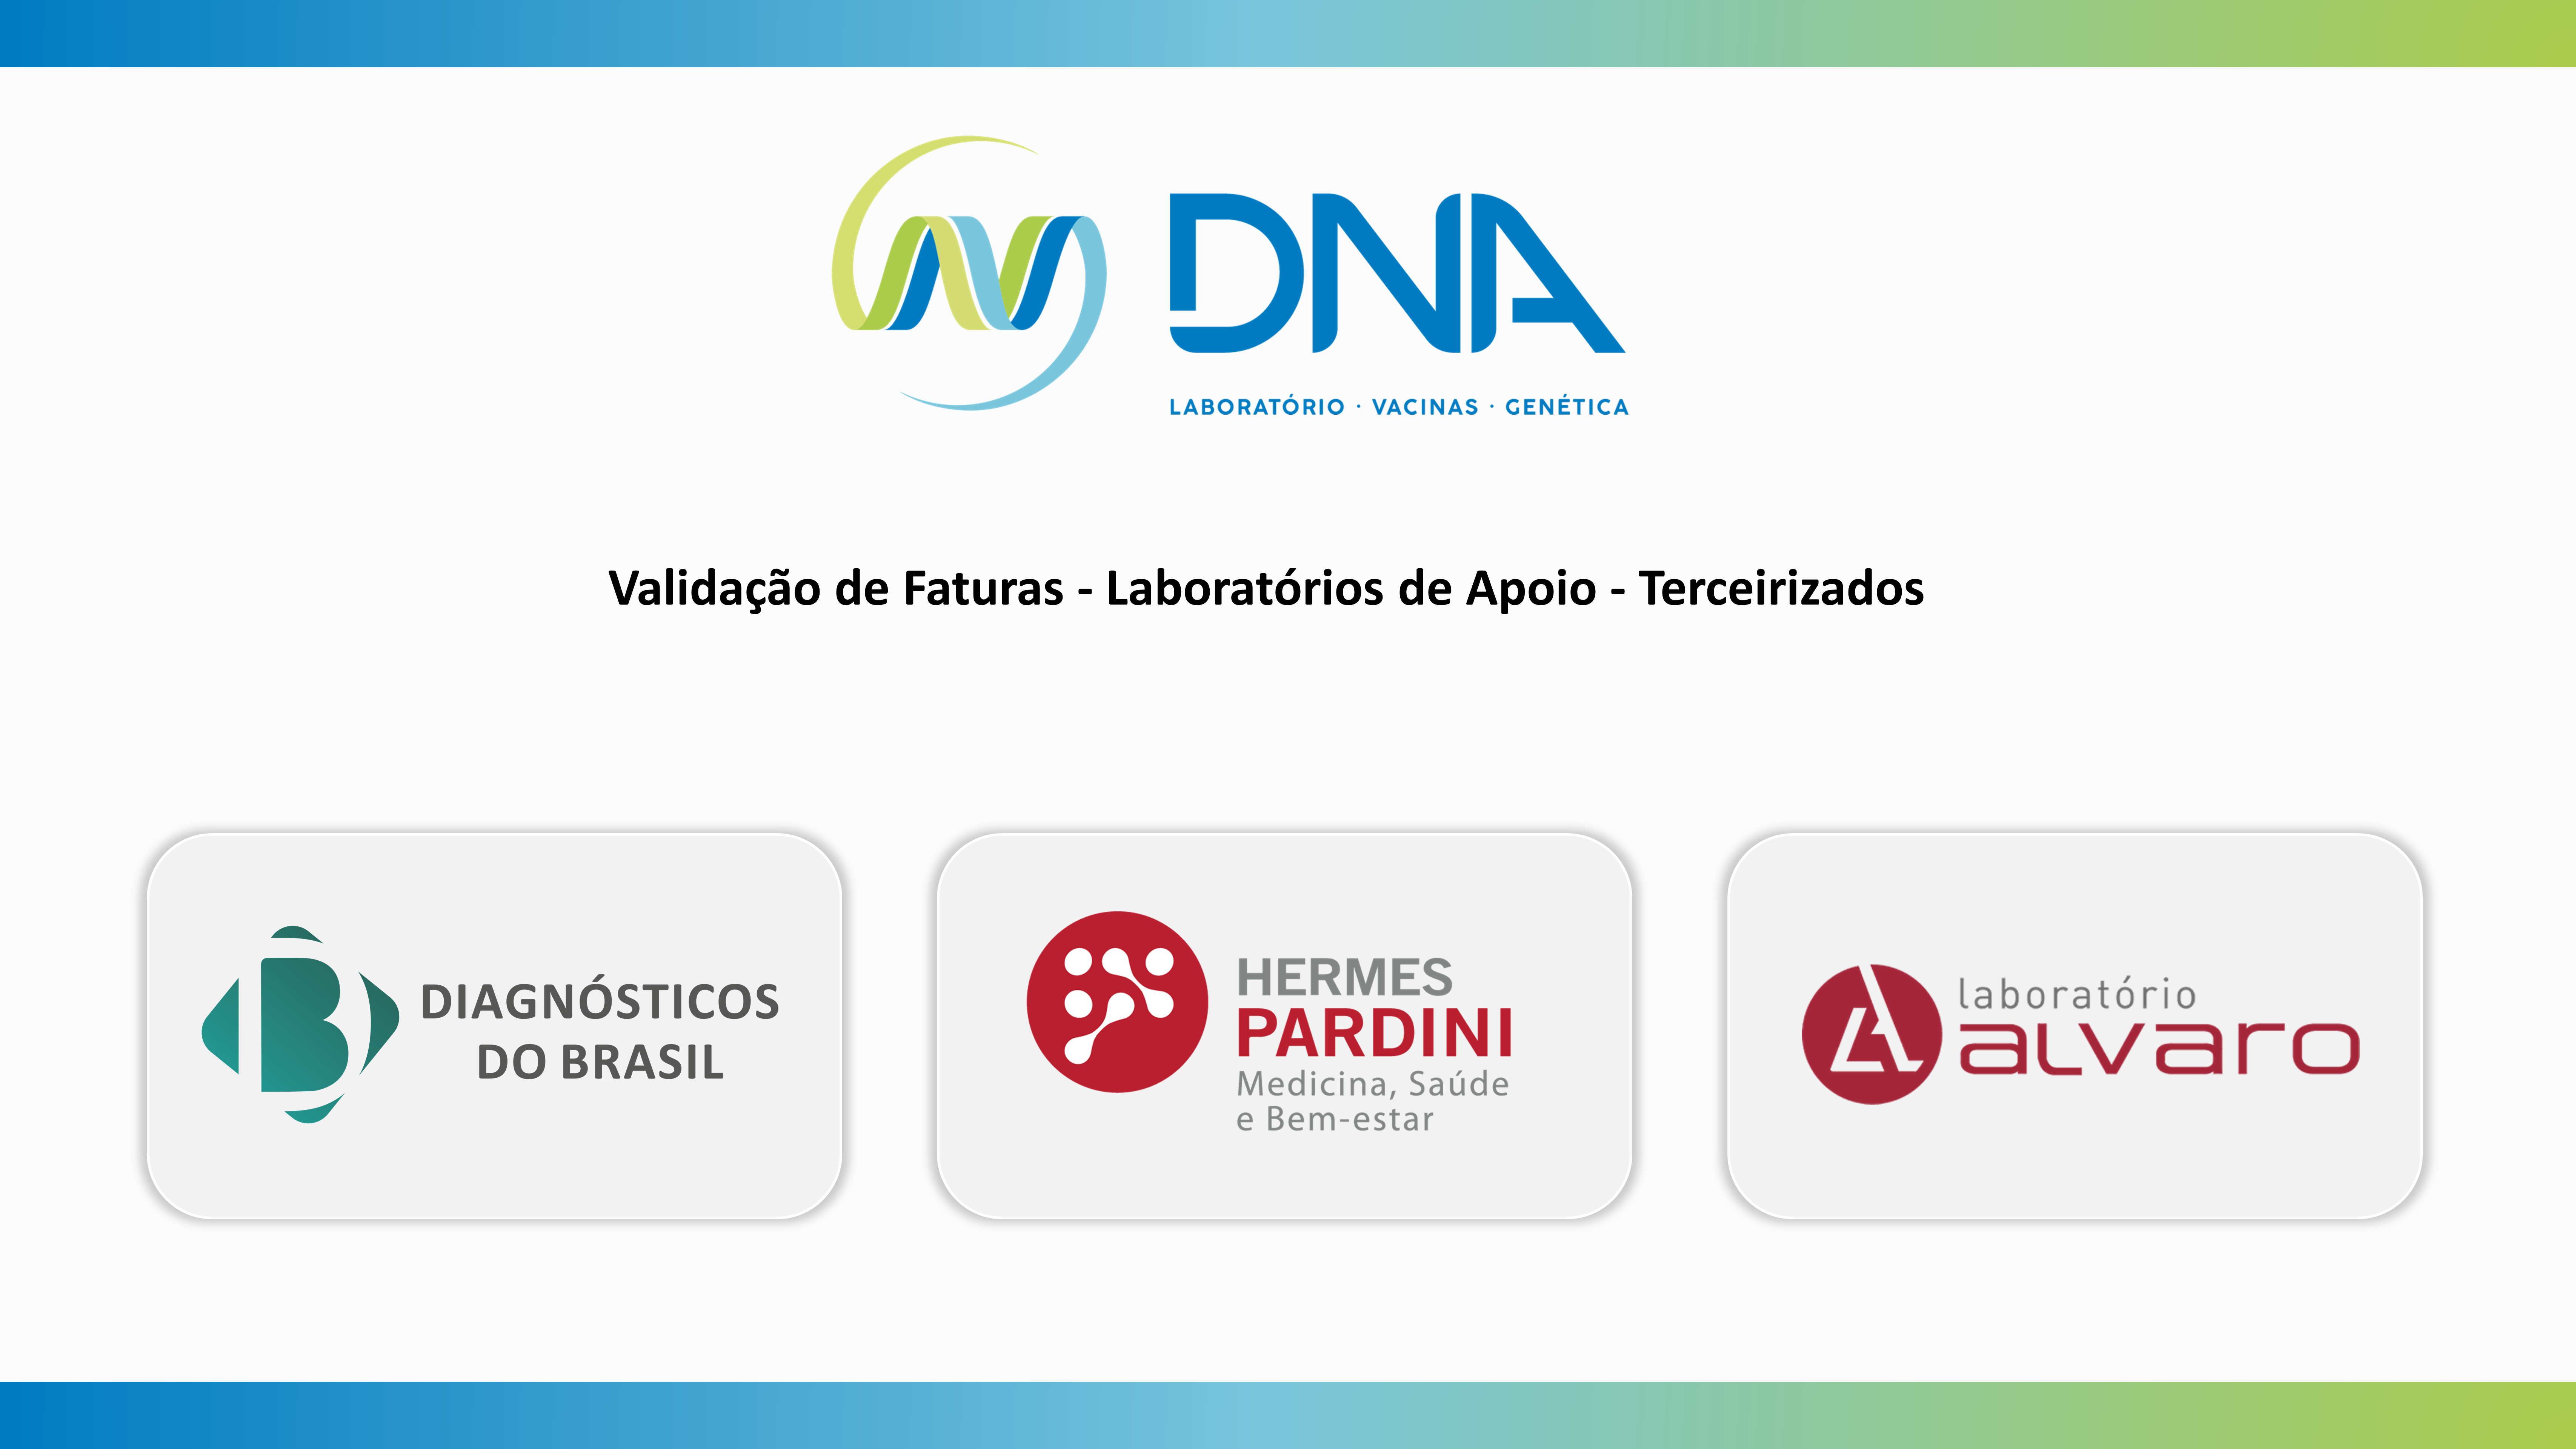 DNA
LABORATÓRIO · VACINAS · GENÉTICA
Validação de Faturas - Laboratórios de Apoio - Terceirizados
DIAGNÓSTICOS
DO BRASIL
HERMES
PARDINI
Medicina, Saúde
e Bem-estar
laboratório
alvaro